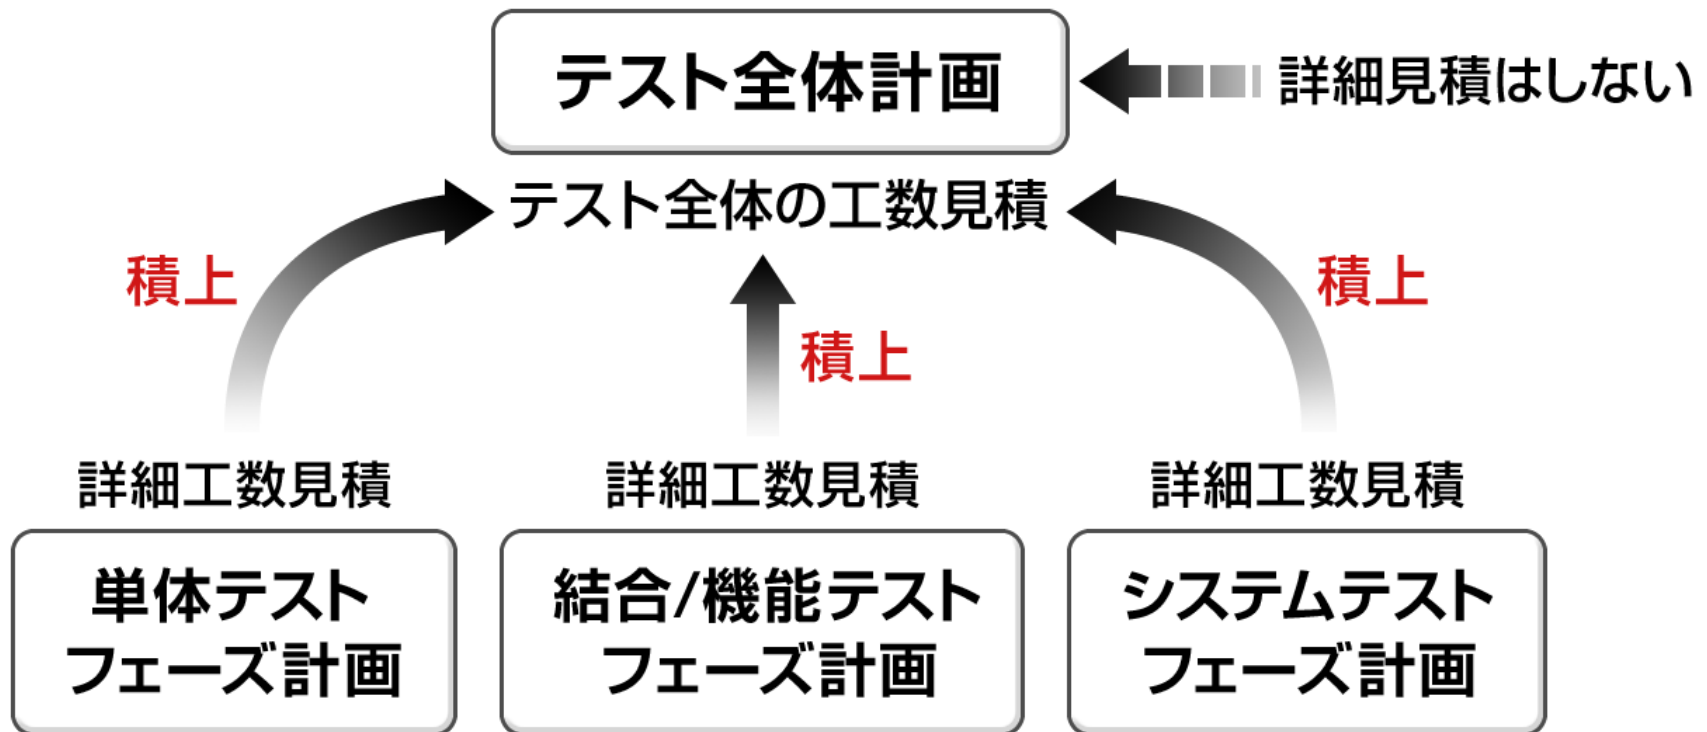 テスト全体計画
詳細見積はしない
テスト全体の工数見積
積上
積上
積上
詳細工数見積
詳細工数見積
詳細工数見積
単体テスト
フェーズ計画
結合/機能テスト
フェーズ計画
システムテスト
フェーズ計画